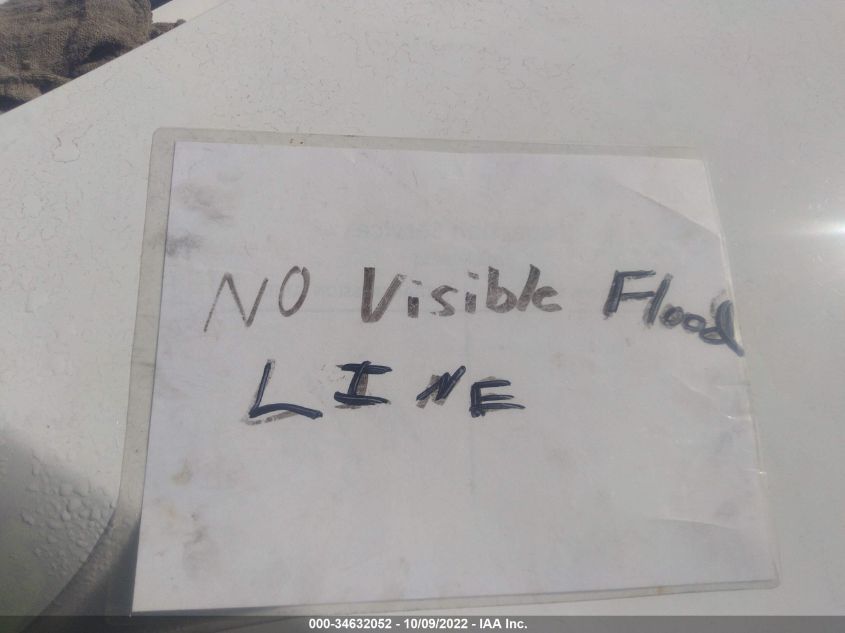 NO Visible Flood
LINE
000-34632052 - 10/09/2022 - IAA Inc.